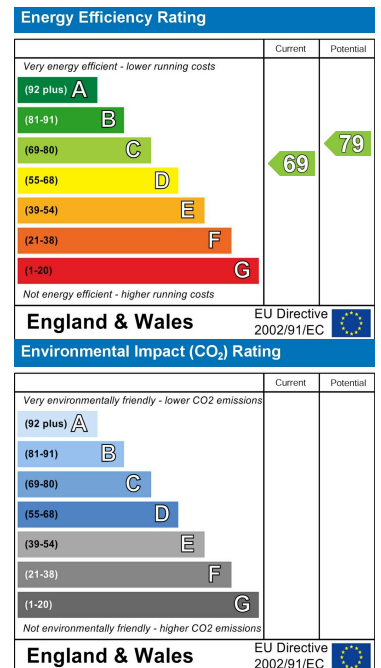 Energy Efficiency Rating
Current Potential
Very energy efficient - lower running costs
(92 plus) A
(81-91) B
(69-80) C
(55-68) D
(39-54) E
(21-38) F
(1-20) G
69
79
Not energy efficient - higher running costs
England & Wales
EU Directive
2002/91/EC
Environmental Impact (CO₂) Rating
Current Potential
Very environmentally friendly - lower CO2 emissions
(92 plus) A
(81-91) B
(69-80) C
(55-68) D
(39-54) E
(21-38) F
(1-20) G
Not environmentally friendly - higher CO2 emissions
England & Wales
EU Directive
2002/91/EC